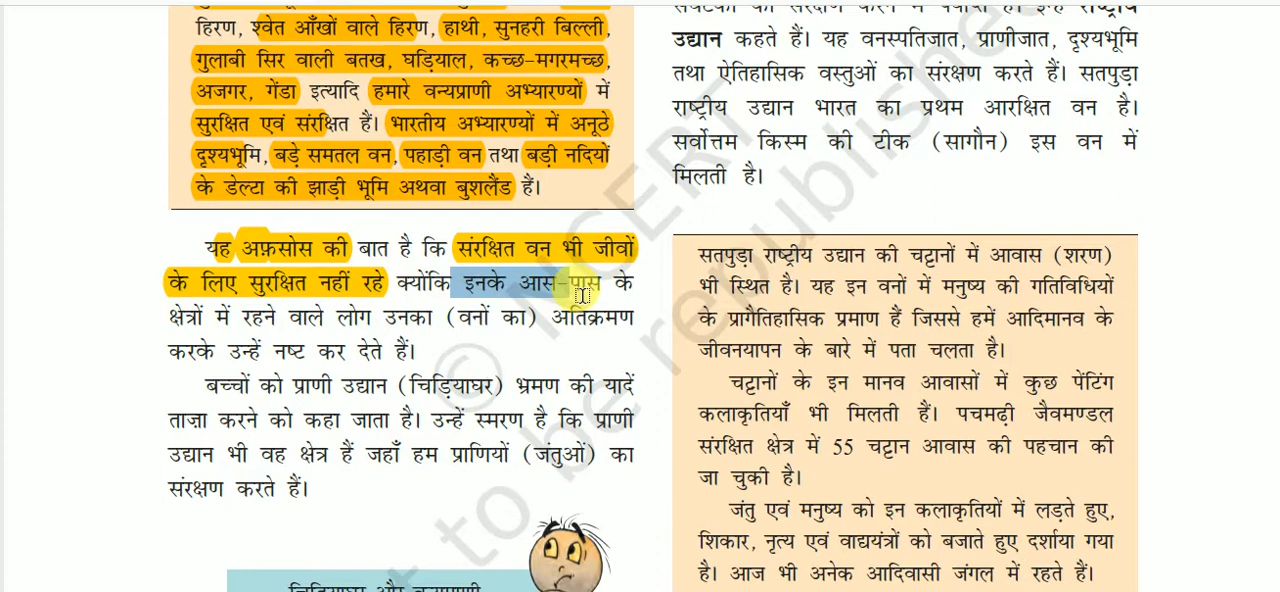 हिरण, श्वेत आँखों वाले हिरण, हाथी, सुनहरी बिल्ली,
गुलाबी सिर वाली बतख, घड़ियाल, कच्छ-मगरमच्छ,
अजगर, गेंडा इत्यादि हमारे वन्यप्राणी अभ्यारण्यों में
सुरक्षित एवं संरक्षित हैं। भारतीय अभ्यारण्यों में अनूठे
दृश्यभूमि, बड़े समतल वन, पहाड़ी वन तथा बड़ी नदियों
के डेल्टा की झाड़ी भूमि अथवा बुशलैंड हैं।
यह अफ़सोस की बात है कि संरक्षित वन भी जीवों
के लिए सुरक्षित नहीं रहे क्योंकि इनके आस-पास के
क्षेत्रों में रहने वाले लोग उनका (वनों का) अतिक्रमण
करके उन्हें नष्ट कर देते हैं।
बच्चों को प्राणी उद्यान (चिड़ियाघर) भ्रमण की यादें
ताज़ा करने को कहा जाता है। उन्हें स्मरण है कि प्राणी
उद्यान भी वह क्षेत्र हैं जहाँ हम प्राणियों (जंतुओं) का
संरक्षण करते हैं।
उद्यान कहते हैं। यह वनस्पतिजात, प्राणीजात, दृश्यभूमि
तथा ऐतिहासिक वस्तुओं का संरक्षण करते हैं। सतपुड़ा
राष्ट्रीय उद्यान भारत का प्रथम आरक्षित वन है।
सर्वोत्तम किस्म की टीक (सागौन) इस वन में
मिलती है।
सतपुड़ा राष्ट्रीय उद्यान की चट्टानों में आवास (शरण)
भी स्थित है। यह इन वनों में मनुष्य की गतिविधियों
के प्रागैतिहासिक प्रमाण हैं जिससे हमें आदिमानव के
जीवनयापन के बारे में पता चलता है।
चट्टानों के इन मानव आवासों में कुछ पेंटिंग
कलाकृतियाँ भी मिलती हैं। पचमढ़ी जैवमण्डल
संरक्षित क्षेत्र में 55 चट्टान आवास की पहचान की
जा चुकी है।
जंतु एवं मनुष्य को इन कलाकृतियों में लड़ते हुए,
शिकार, नृत्य एवं वाद्ययंत्रों को बजाते हुए दर्शाया गया
है। आज भी अनेक आदिवासी जंगल में रहते हैं।
© NCERT
not to be republished